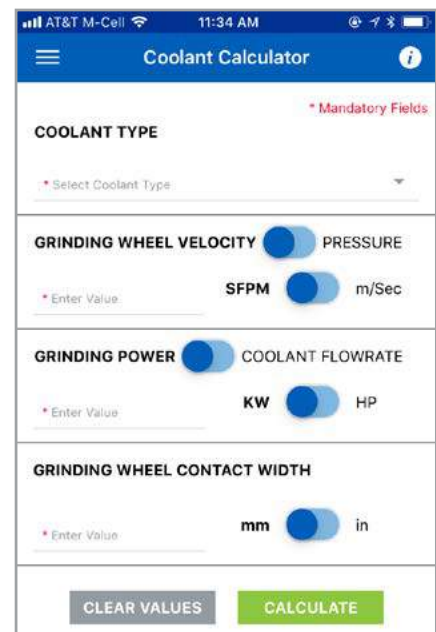 AT&T M-Cell 11:34 AM
Coolant Calculator i
* Mandatory Fields
COOLANT TYPE
* Select Coolant Type
GRINDING WHEEL VELOCITY PRESSURE
* Enter Value SFPM m/Sec
GRINDING POWER COOLANT FLOWRATE
* Enter Value KW HP
GRINDING WHEEL CONTACT WIDTH
* Enter Value mm in
CLEAR VALUES CALCULATE